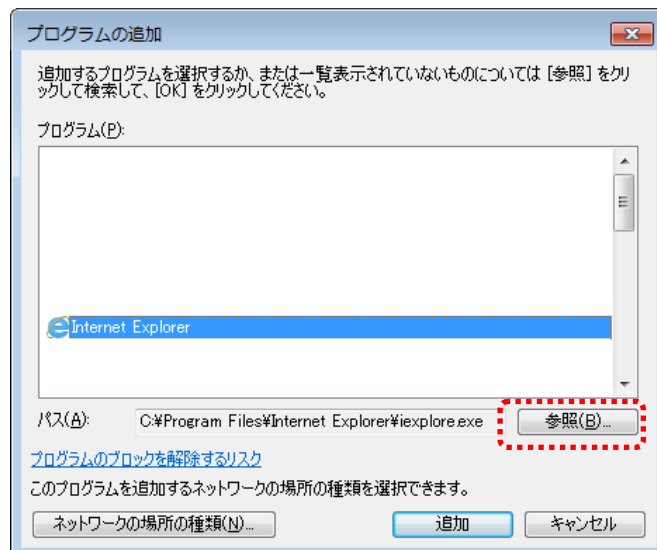 プログラムの追加
追加するプログラムを選択するか、または一覧表示されていないものについては [参照] をクリ
ックして検索して、[OK] をクリックしてください。
プログラム(P):
Internet Explorer
パス(A): C:¥Program Files¥Internet Explorer¥iexplore.exe 参照(B)...
プログラムのブロックを解除するリスク
このプログラムを追加するネットワークの場所の種類を選択できます。
ネットワークの場所の種類(N)... 追加 キャンセル